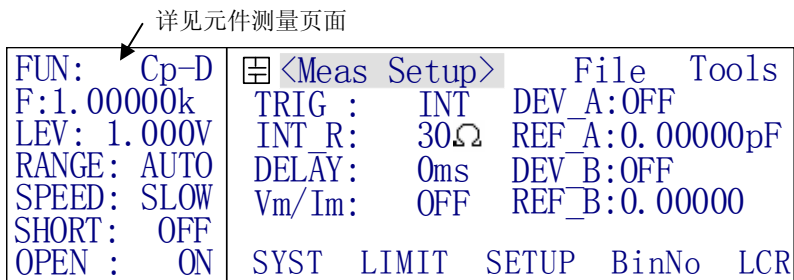 详见元件测量页面
FUN: Cp-D
F:1.00000k
LEV: 1.000V
RANGE: AUTO
SPEED: SLOW
SHORT: OFF
OPEN : ON
<Meas Setup> File Tools
TRIG : INT DEV_A:OFF
INT_R: 30Ω REF_A:0.00000pF
DELAY: 0ms DEV_B:OFF
Vm/Im: OFF REF_B:0.00000
SYST LIMIT SETUP BinNo LCR